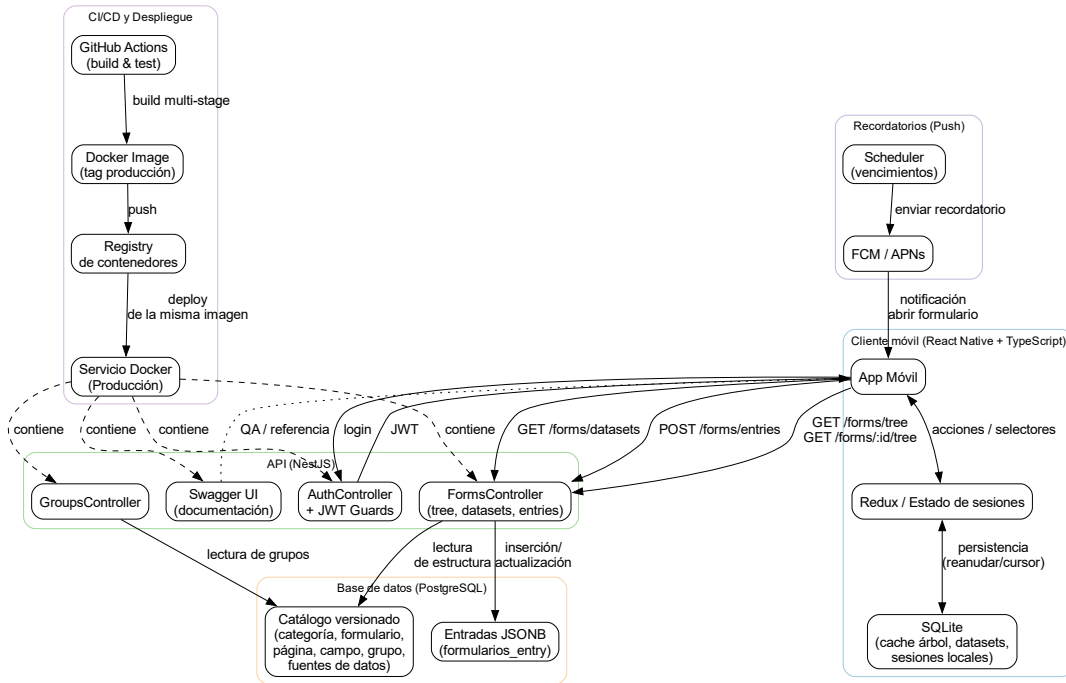 CI/CD y Despliegue
GitHub Actions
(build & test)
build multi-stage
Docker Image
(tag producción)
push
Registry
de contenedores
deploy
de la misma imagen
Servicio Docker
(Producción)
Recordatorios (Push)
Scheduler
(vencimientos)
enviar recordatorio
FCM / APNs
notificación
abrir formulario
Cliente móvil (React Native + TypeScript)
App Móvil
contiene
contiene
contiene
QA / referencia
login
JWT
contiene
GET /forms/datasets
POST /forms/entries
GET /forms/tree
GET /forms/:id/tree
acciones / selectores
API (NestJS)
GroupsController
Swagger UI
(documentación)
AuthController
+ JWT Guards
FormsController
(tree, datasets, entries)
Redux / Estado de sesiones
lectura de grupos
lectura
de estructura
inserción/
actualización
persistencia
(reanudar/cursor)
Base de datos (PostgreSQL)
Catálogo versionado
(categoría, formulario,
página, campo, grupo,
fuentes de datos)
Entradas JSONB
(formularios_entry)
SQLite
(cache árbol, datasets,
sesiones locales)